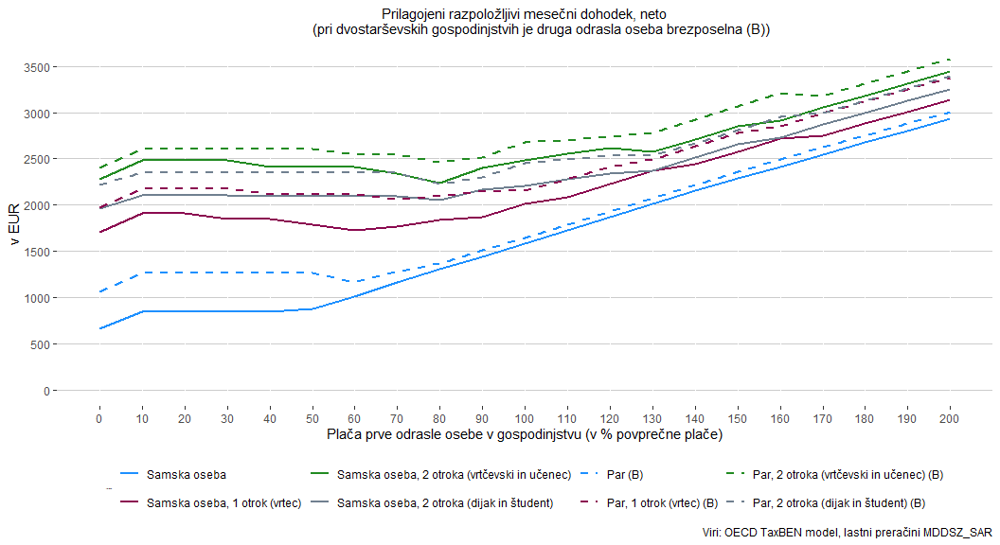 Prilagojeni razpoložljivi mesečni dohodek, neto
(pri dvostarševskih gospodinjstvih je druga odrasla oseba brezposelna (B))
v EUR
3500
3000
2500
2000
1500
1000
500
0
0 10 20 30 40 50 60 70 80 90 100 110 120 130 140 150 160 170 180 190 200
Plača prve odrasle osebe v gospodinjstvu (v % povprečne plače)
Samska oseba
Samska oseba, 2 otroka (vrtčevski in učenec)
Par (B)
Par, 2 otroka (vrtčevski in učenec) (B)
Samska oseba, 1 otrok (vrtec)
Samska oseba, 2 otroka (dijak in študent)
Par, 1 otrok (vrtec) (B)
Par, 2 otroka (dijak in študent) (B)
Viri: OECD TaxBEN model, lastni preračini MDDSZ_SAR